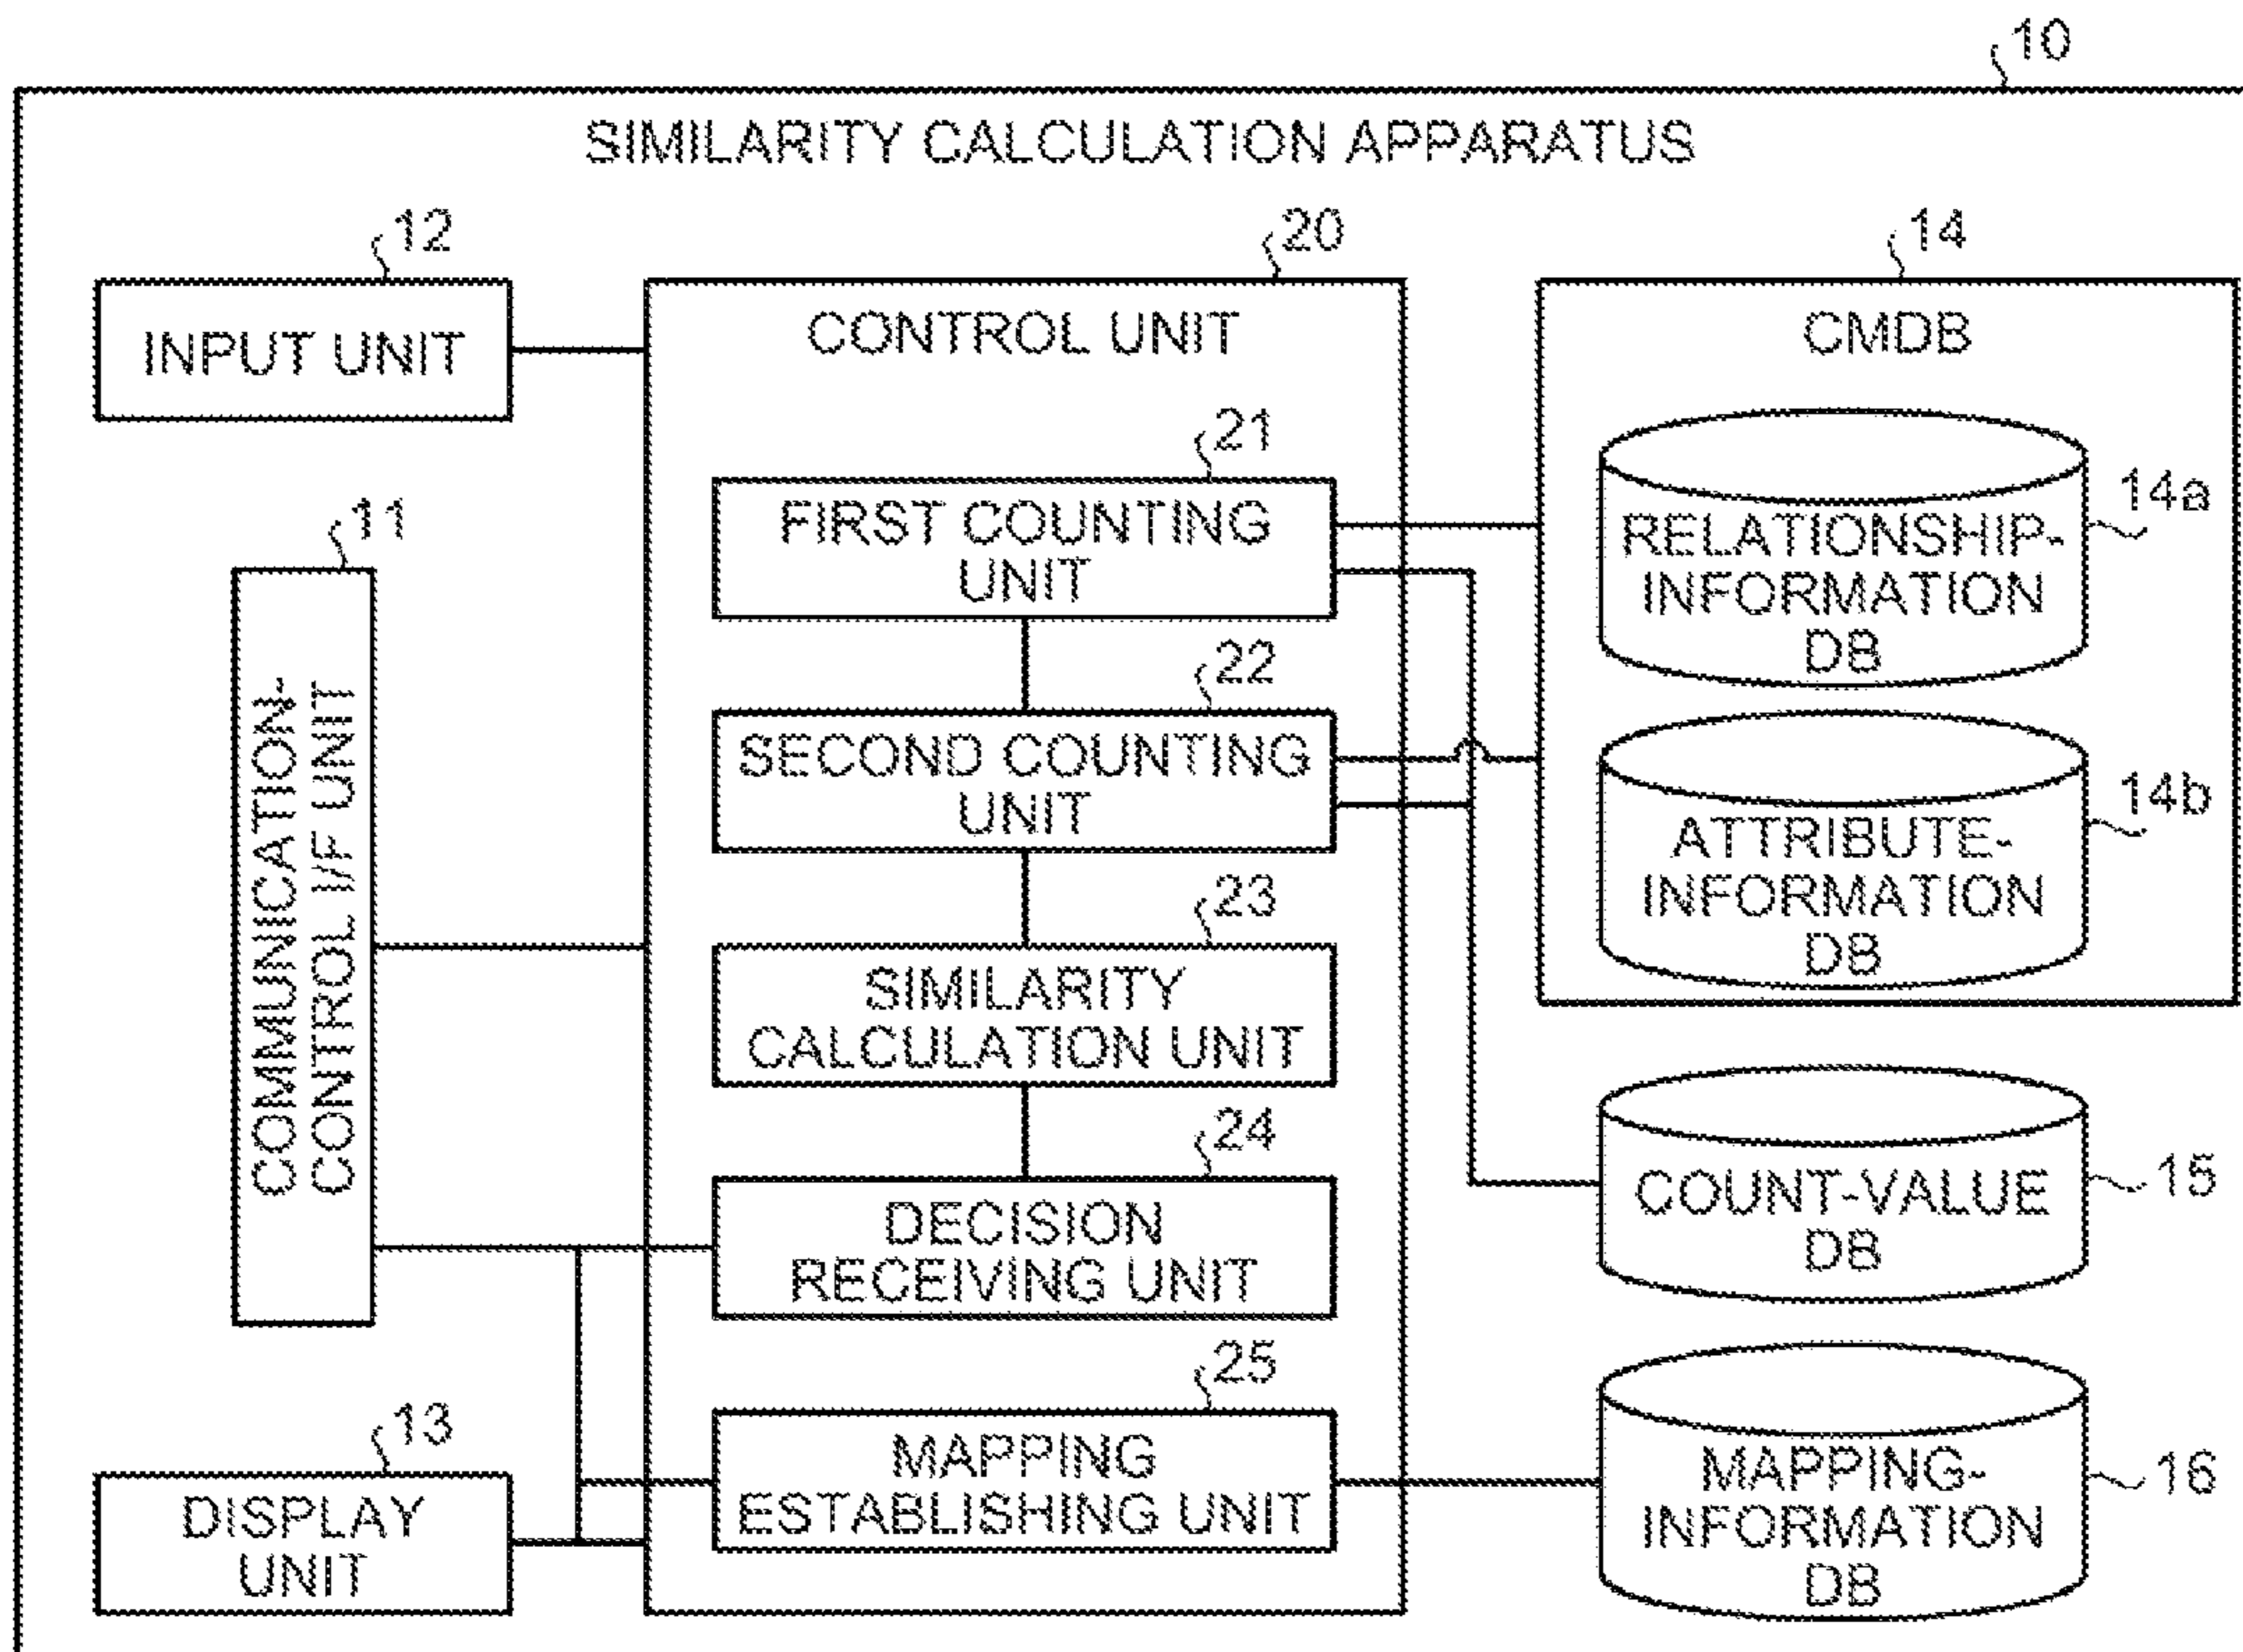 10
SIMILARITY CALCULATION APPARATUS
12
INPUT UNIT
11
COMMUNICATION-
CONTROL I/F UNIT
13
DISPLAY
UNIT
20
CONTROL UNIT
21
FIRST COUNTING
UNIT
22
SECOND COUNTING
UNIT
23
SIMILARITY
CALCULATION UNIT
24
DECISION
RECEIVING UNIT
25
MAPPING
ESTABLISHING UNIT
14
CMDB
14a
RELATIONSHIP-
INFORMATION
DB
14b
ATTRIBUTE-
INFORMATION
DB
15
COUNT-VALUE
DB
16
MAPPING-
INFORMATION
DB